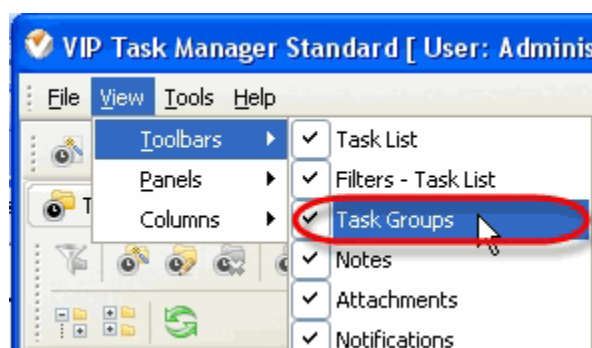 VIP Task Manager Standard [ User: Adminis
File View Tools Help
Toolbars
Panels
Columns
Task List
Filters - Task List
Task Groups
Notes
Attachments
Notifications
T